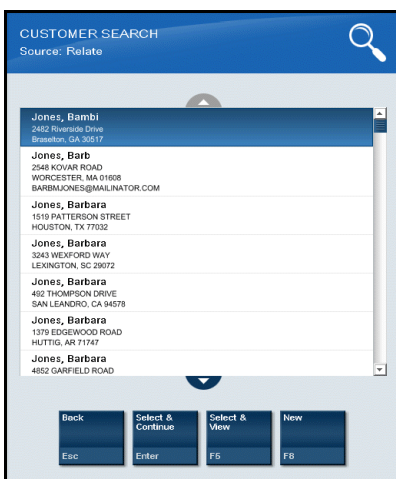 CUSTOMER SEARCH
Source: Relate
Jones, Bambi
2482 Riverside Drive
Braselton, GA 30517
Jones, Barb
2548 KOVAR ROAD
WORCESTER, MA 01608
BARBMJONES@MAILINATOR.COM
Jones, Barbara
1519 PATTERSON STREET
HOUSTON, TX 77032
Jones, Barbara
3243 WEXFORD WAY
LEXINGTON, SC 29072
Jones, Barbara
492 THOMPSON DRIVE
SAN LEANDRO, CA 94578
Jones, Barbara
1379 EDGEWOOD ROAD
HUTTIG, AR 71747
Jones, Barbara
4852 GARFIELD ROAD
Back
Esc
Select &
Continue
Enter
Select &
View
F5
New
F8